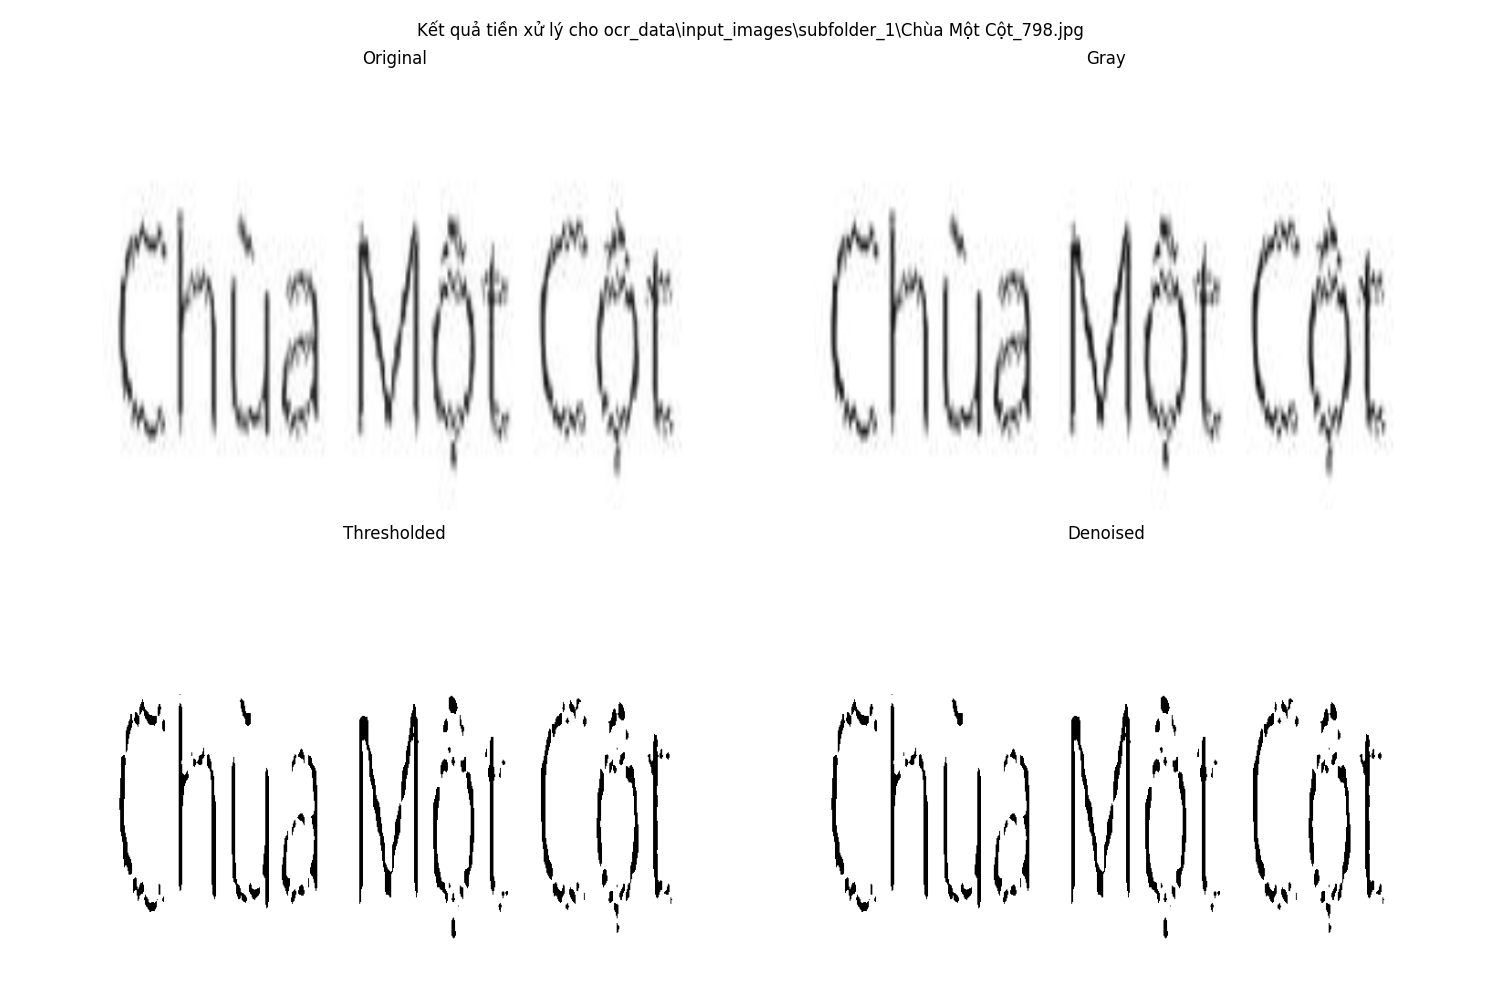 Kết quả tiền xử lý cho ocr_data\input_images\subfolder_1\Chùa Một Cột_798.jpg
Original
Gray
Chùa Một Cột
Chùa Một Cột
Thresholded
Denoised
Chùa Một Cột
Chùa Một Cột